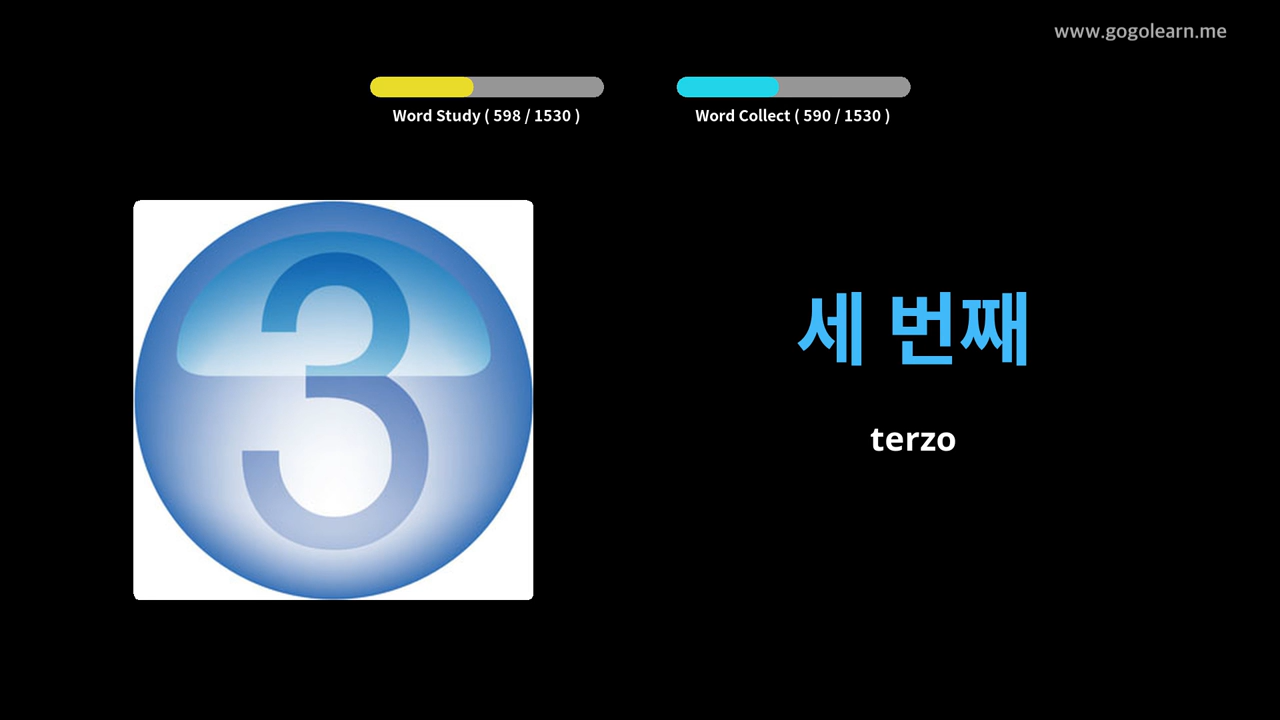 www.gogolearn.me
Word Study ( 598 / 1530 )
Word Collect ( 590 / 1530 )
3
세 번째
terzo